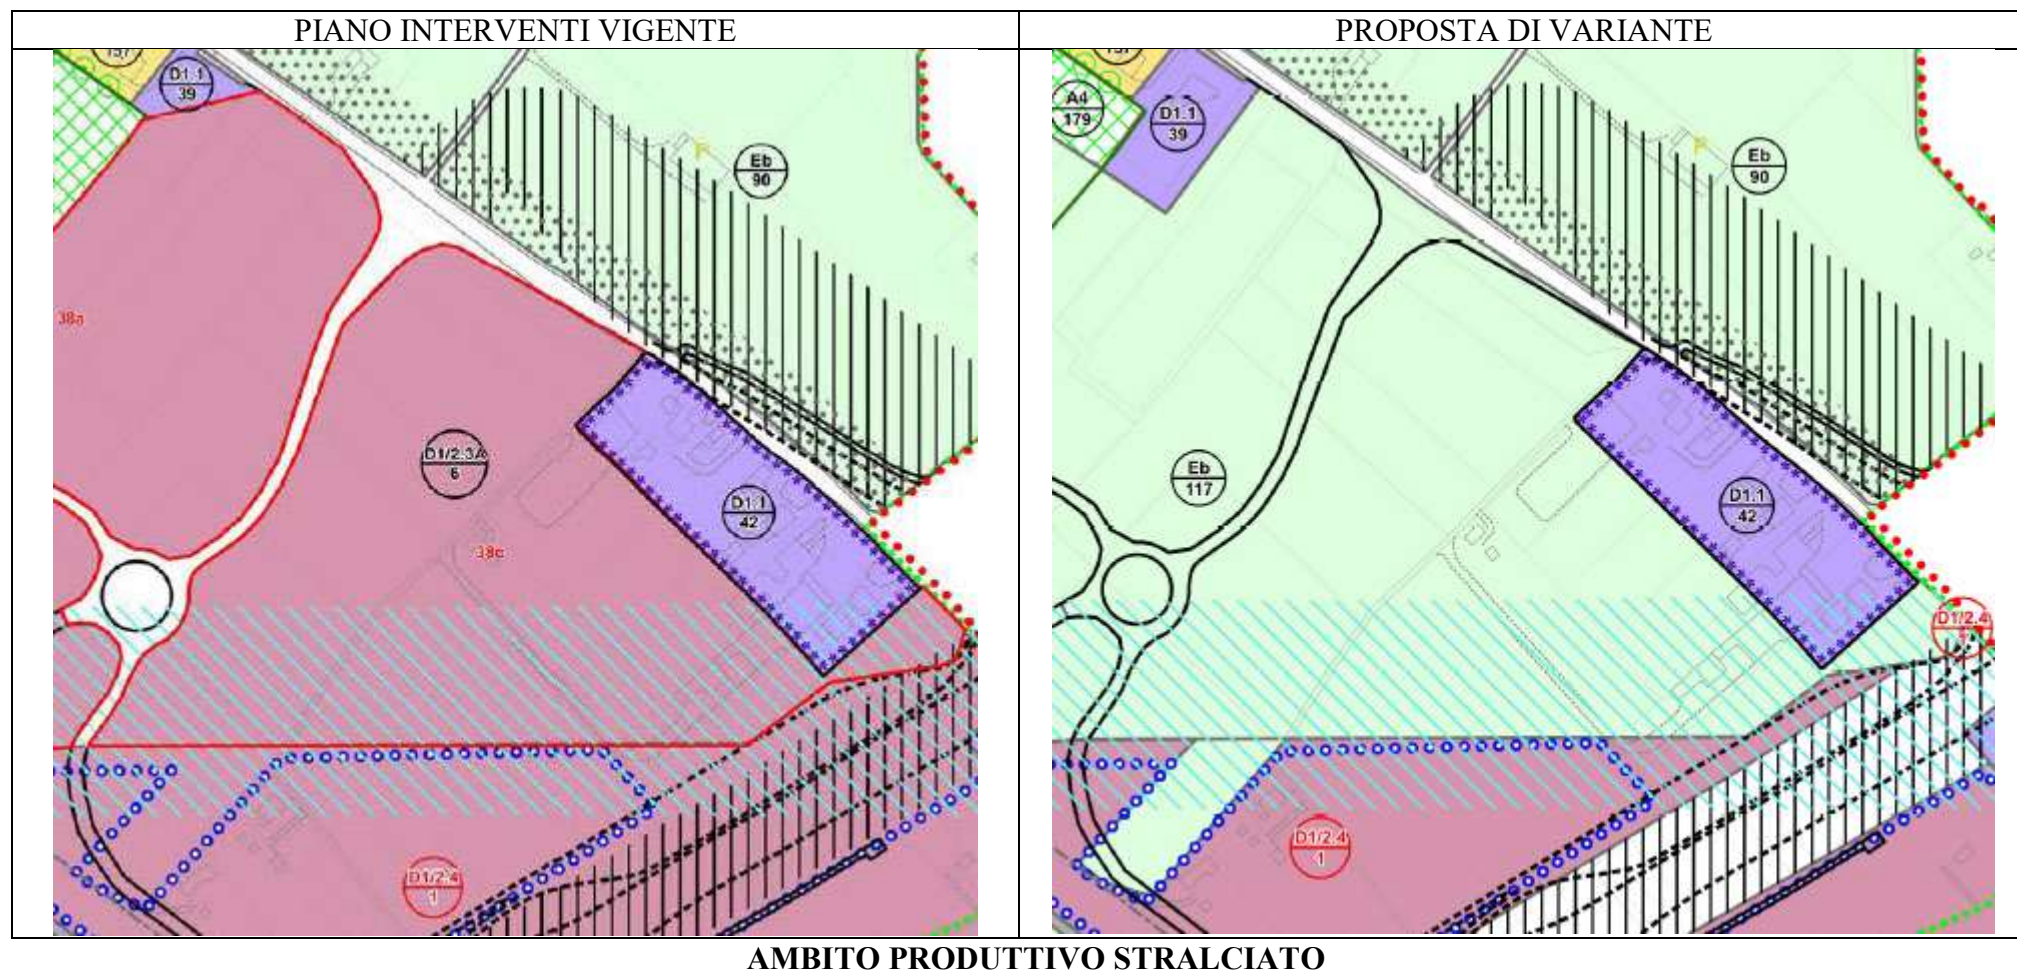 PIANO INTERVENTI VIGENTE
PROPOSTA DI VARIANTE
157
D1.1
39
Eb
90
38a
D1/2.3A
6
38c
D1.1
42
D1/2.4
1
A4
179
D1.1
39
Eb
90
Eb
117
D1.1
42
D1/2.4
D1/2.4
1
AMBITO PRODUTTIVO STRALCIATO